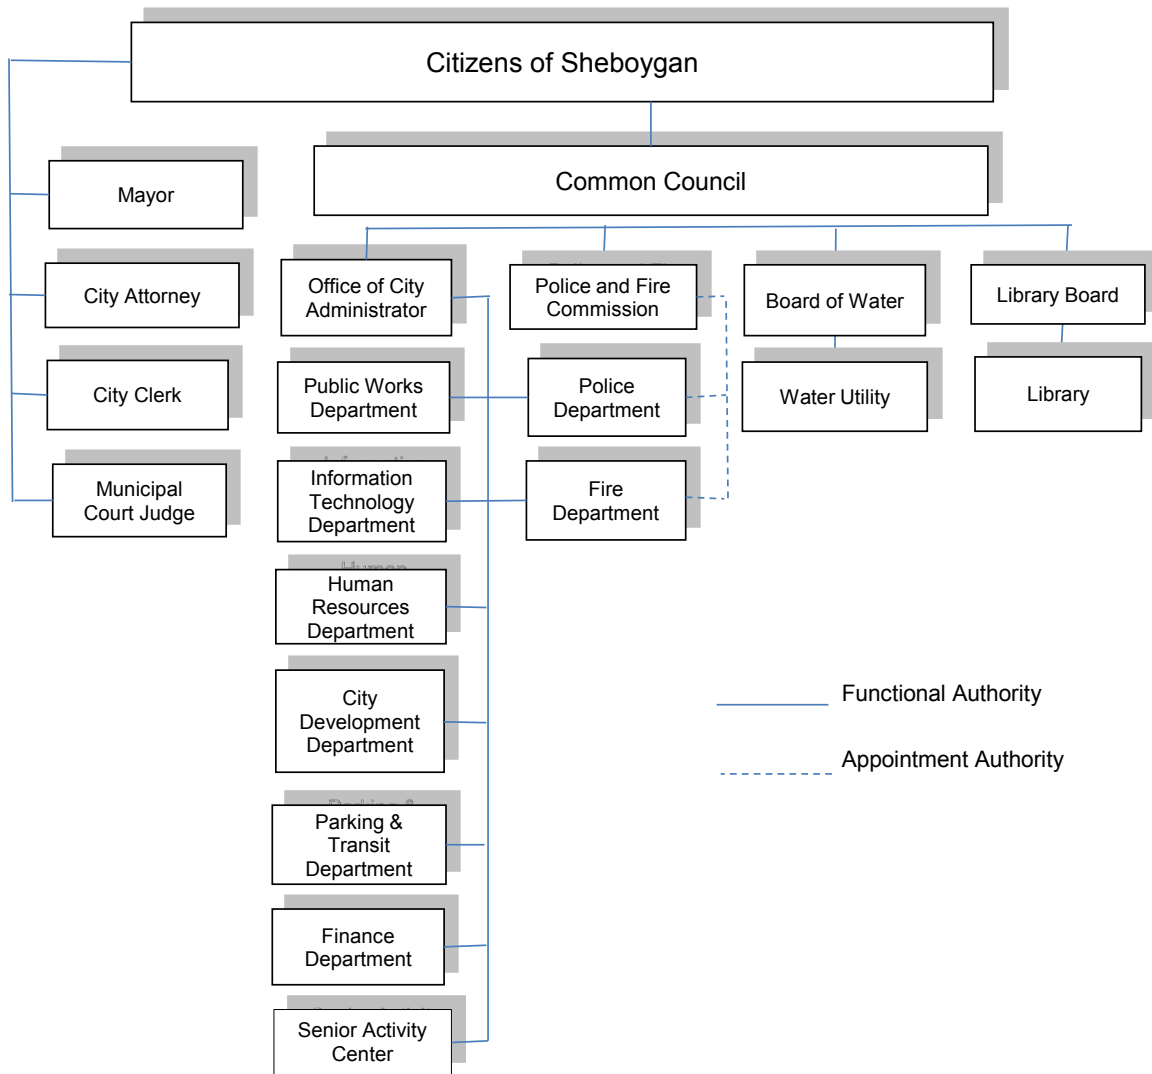 Citizens of Sheboygan
Common Council
Mayor
City Attorney
City Clerk
Municipal
Court Judge
Office of City
Administrator
Police and Fire
Commission
Board of Water
Library Board
Public Works
Department
Police
Department
Water Utility
Library
Information
Technology
Department
Fire
Department
Human
Resources
Department
City
Development
Department
Parking &
Transit
Department
Finance
Department
Senior Activity
Center
Functional Authority
Appointment Authority